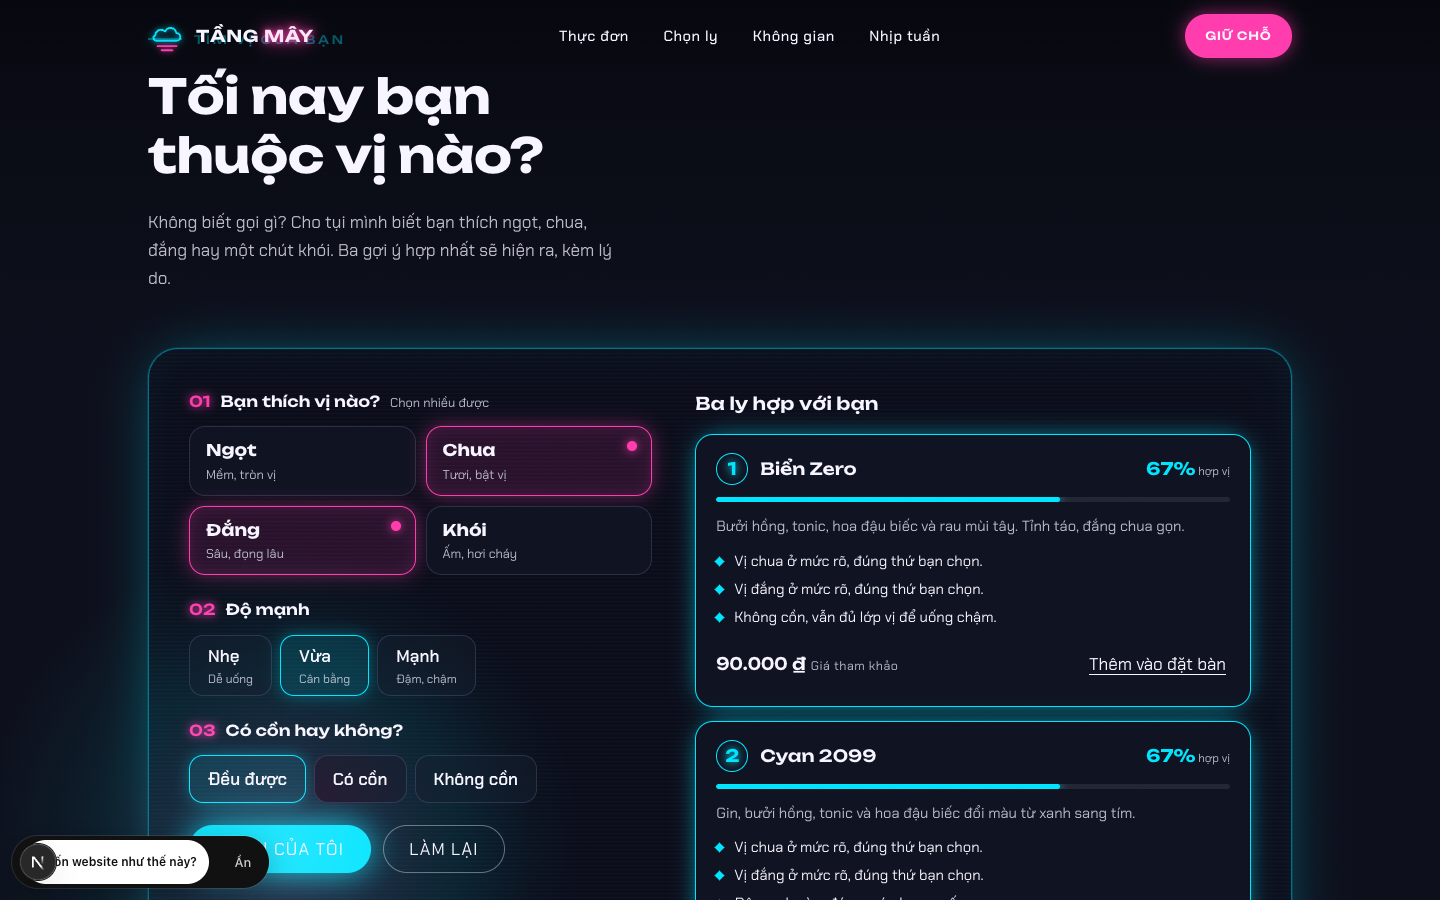 TẦNG MÂY
Thực đơn
Chọn ly
Không gian
Nhịp tuần
GIỮ CHỖ
Tối nay bạn
thuộc vị nào?
Không biết gọi gì? Cho tụi mình biết bạn thích ngọt, chua,
đắng hay một chút khói. Ba gợi ý hợp nhất sẽ hiện ra, kèm lý
do.
01 Bạn thích vị nào? Chọn nhiều được
Ngọt
Mềm, tròn vị
Chua
Tươi, bật vị
Đắng
Sâu, đọng lâu
Khói
Ấm, hơi cháy
02 Độ mạnh
Nhẹ
Dễ uống
Vừa
Cân bằng
Mạnh
Đậm, chậm
03 Có cồn hay không?
Đều được
Có cồn
Không cồn
CỦA TÔI
LÀM LẠI
N
website như thế này?
Ẩn
Ba ly hợp với bạn
1 Biển Zero 67% hợp vị
Bưởi hồng, tonic, hoa đậu biếc và rau mùi tây. Tỉnh táo, đắng chua gọn.
Vị chua ở mức rõ, đúng thứ bạn chọn.
Vị đắng ở mức rõ, đúng thứ bạn chọn.
Không cồn, vẫn đủ lớp vị để uống chậm.
90.000 ₫ Giá tham khảo
Thêm vào đặt bàn
2 Cyan 2099 67% hợp vị
Gin, bưởi hồng, tonic và hoa đậu biếc đổi màu từ xanh sang tím.
Vị chua ở mức rõ, đúng thứ bạn chọn.
Vị đắng ở mức rõ, đúng thứ bạn chọn.